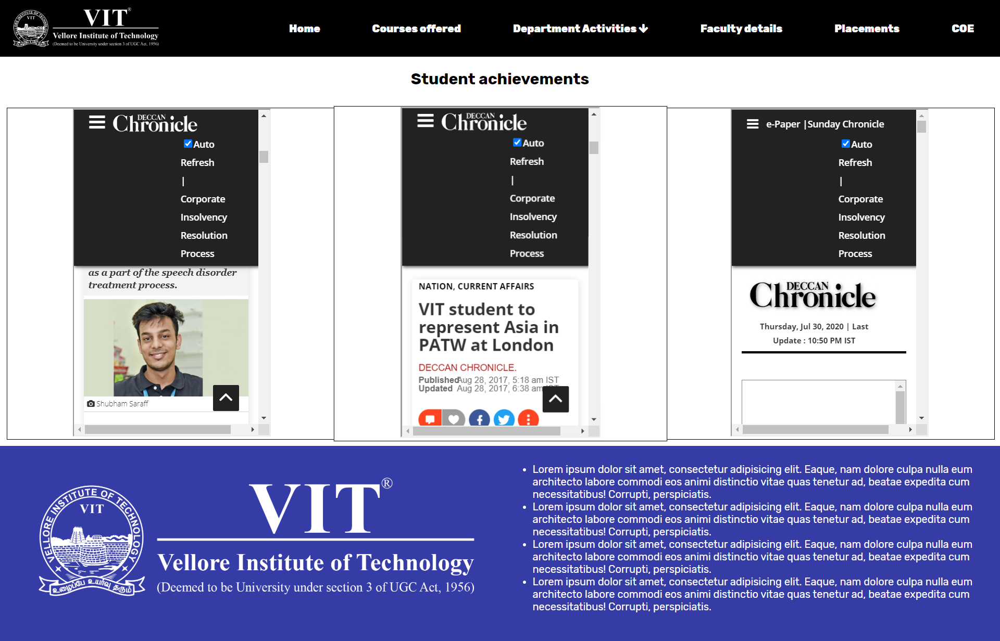 VELLORE INSTITUTE OF TECHNOLOGY
VIT
VIT®
Vellore Institute of Technology
(Deemed to be University under section 3 of UGC Act, 1956)
Home
Courses offered
Department Activities
Faculty details
Placements
COE
Student achievements
DECCAN
Chronicle
Auto
Refresh
|
Corporate
Insolvency
Resolution
Process
as a part of the speech disorder
treatment process.
Shubham Saraff
DECCAN
Chronicle
Auto
Refresh
|
Corporate
Insolvency
Resolution
Process
NATION, CURRENT AFFAIRS
VIT student to
represent Asia in
PATW at London
DECCAN CHRONICLE.
Published Aug 28, 2017, 5:18 am IST
Updated Aug 28, 2017, 6:38 am IST
e-Paper |Sunday Chronicle
Auto
Refresh
|
Corporate
Insolvency
Resolution
Process
DECCAN
Chronicle
Thursday, Jul 30, 2020 | Last
Update : 10:50 PM IST
VELLORE INSTITUTE OF TECHNOLOGY
VIT
உழைப்பே உயர்வு தரும்
VIT®
Vellore Institute of Technology
(Deemed to be University under section 3 of UGC Act, 1956)
• Lorem ipsum dolor sit amet, consectetur adipisicing elit. Eaque, nam dolore culpa nulla eum
architecto labore commodi eos animi distinctio vitae quas tenetur ad, beatae expedita cum
necessitatibus! Corrupti, perspiciatis.
• Lorem ipsum dolor sit amet, consectetur adipisicing elit. Eaque, nam dolore culpa nulla eum
architecto labore commodi eos animi distinctio vitae quas tenetur ad, beatae expedita cum
necessitatibus! Corrupti, perspiciatis.
• Lorem ipsum dolor sit amet, consectetur adipisicing elit. Eaque, nam dolore culpa nulla eum
architecto labore commodi eos animi distinctio vitae quas tenetur ad, beatae expedita cum
necessitatibus! Corrupti, perspiciatis.
• Lorem ipsum dolor sit amet, consectetur adipisicing elit. Eaque, nam dolore culpa nulla eum
architecto labore commodi eos animi distinctio vitae quas tenetur ad, beatae expedita cum
necessitatibus! Corrupti, perspiciatis.